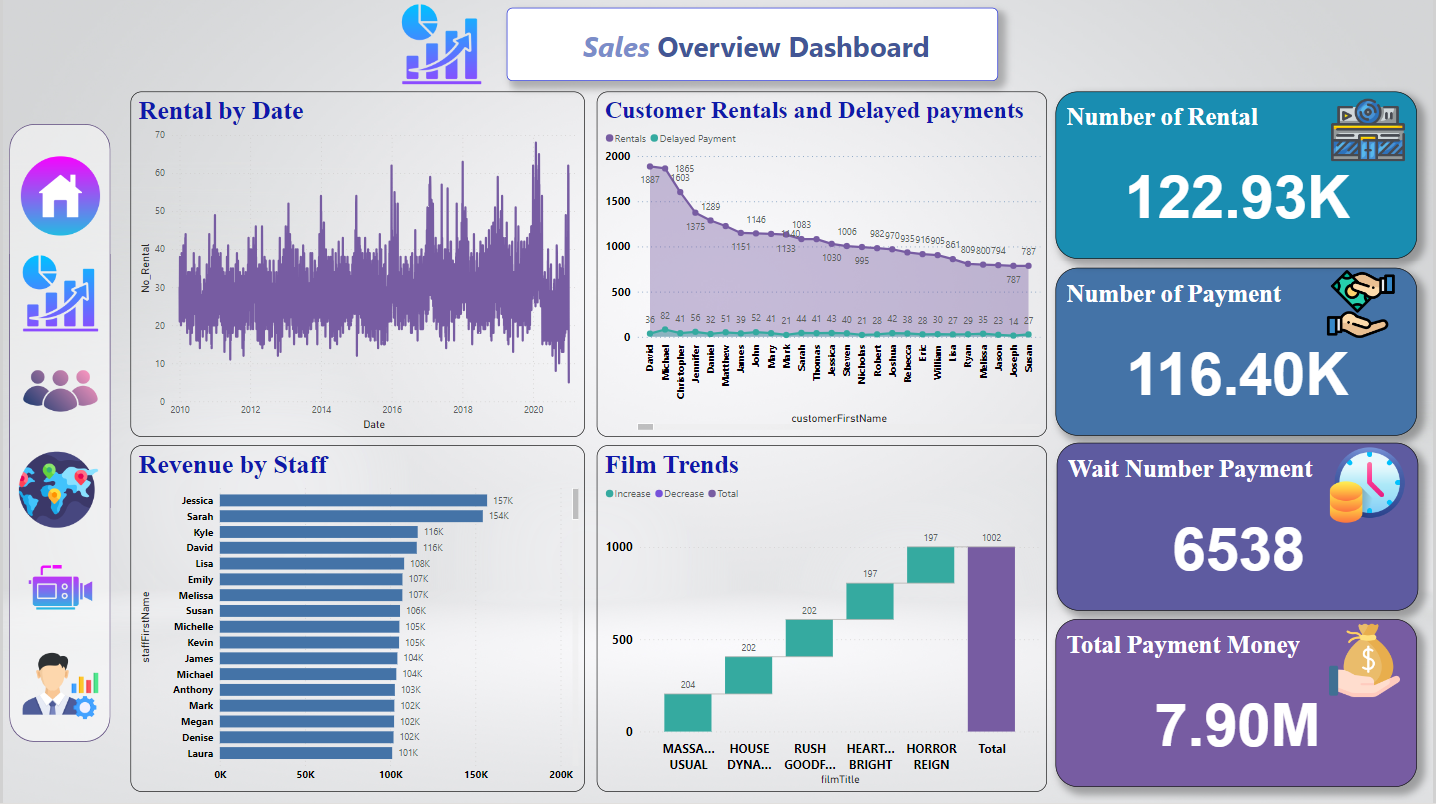 Sales Overview Dashboard
Rental by Date
No_Rental
70
60
50
40
30
20
10
0
2010 2012 2014 2016 2018 2020
Date
Customer Rentals and Delayed payments
Rentals Delayed Payment
2000
1500
1000
500
0
1887 1865 1603 1375 1289 1151 1146 1133 1140 1083 1030 1006 995 982 970 935 916 905 861 809 800 794 787 787
36 82 41 56 32 51 39 52 41 21 44 41 43 40 21 28 42 38 28 30 27 29 35 23 14 27
David Michael Christopher Jennifer Daniel Matthew James John Mary Mark Sarah Thomas Jessica Steven Nicholas Robert Joshua Rebecca Eric William Lisa Ryan Melissa Jason Joseph Susan
customerFirstName
Number of Rental
122.93K
Number of Payment
116.40K
Wait Number Payment
6538
Total Payment Money
7.90M
Revenue by Staff
staffFirstName
Jessica 157K
Sarah 154K
Kyle 116K
David 116K
Lisa 108K
Emily 107K
Melissa 107K
Susan 106K
Michelle 105K
Kevin 105K
James 104K
Michael 104K
Anthony 103K
Mark 102K
Megan 102K
Denise 102K
Laura 101K
0K 50K 100K 150K 200K
Film Trends
Increase Decrease Total
1000
500
0
204 202 202 197 197 1002
MASSA... HOUSE RUSH HEART... HORROR Total
USUAL DYNA... GOODF... BRIGHT REIGN
filmTitle